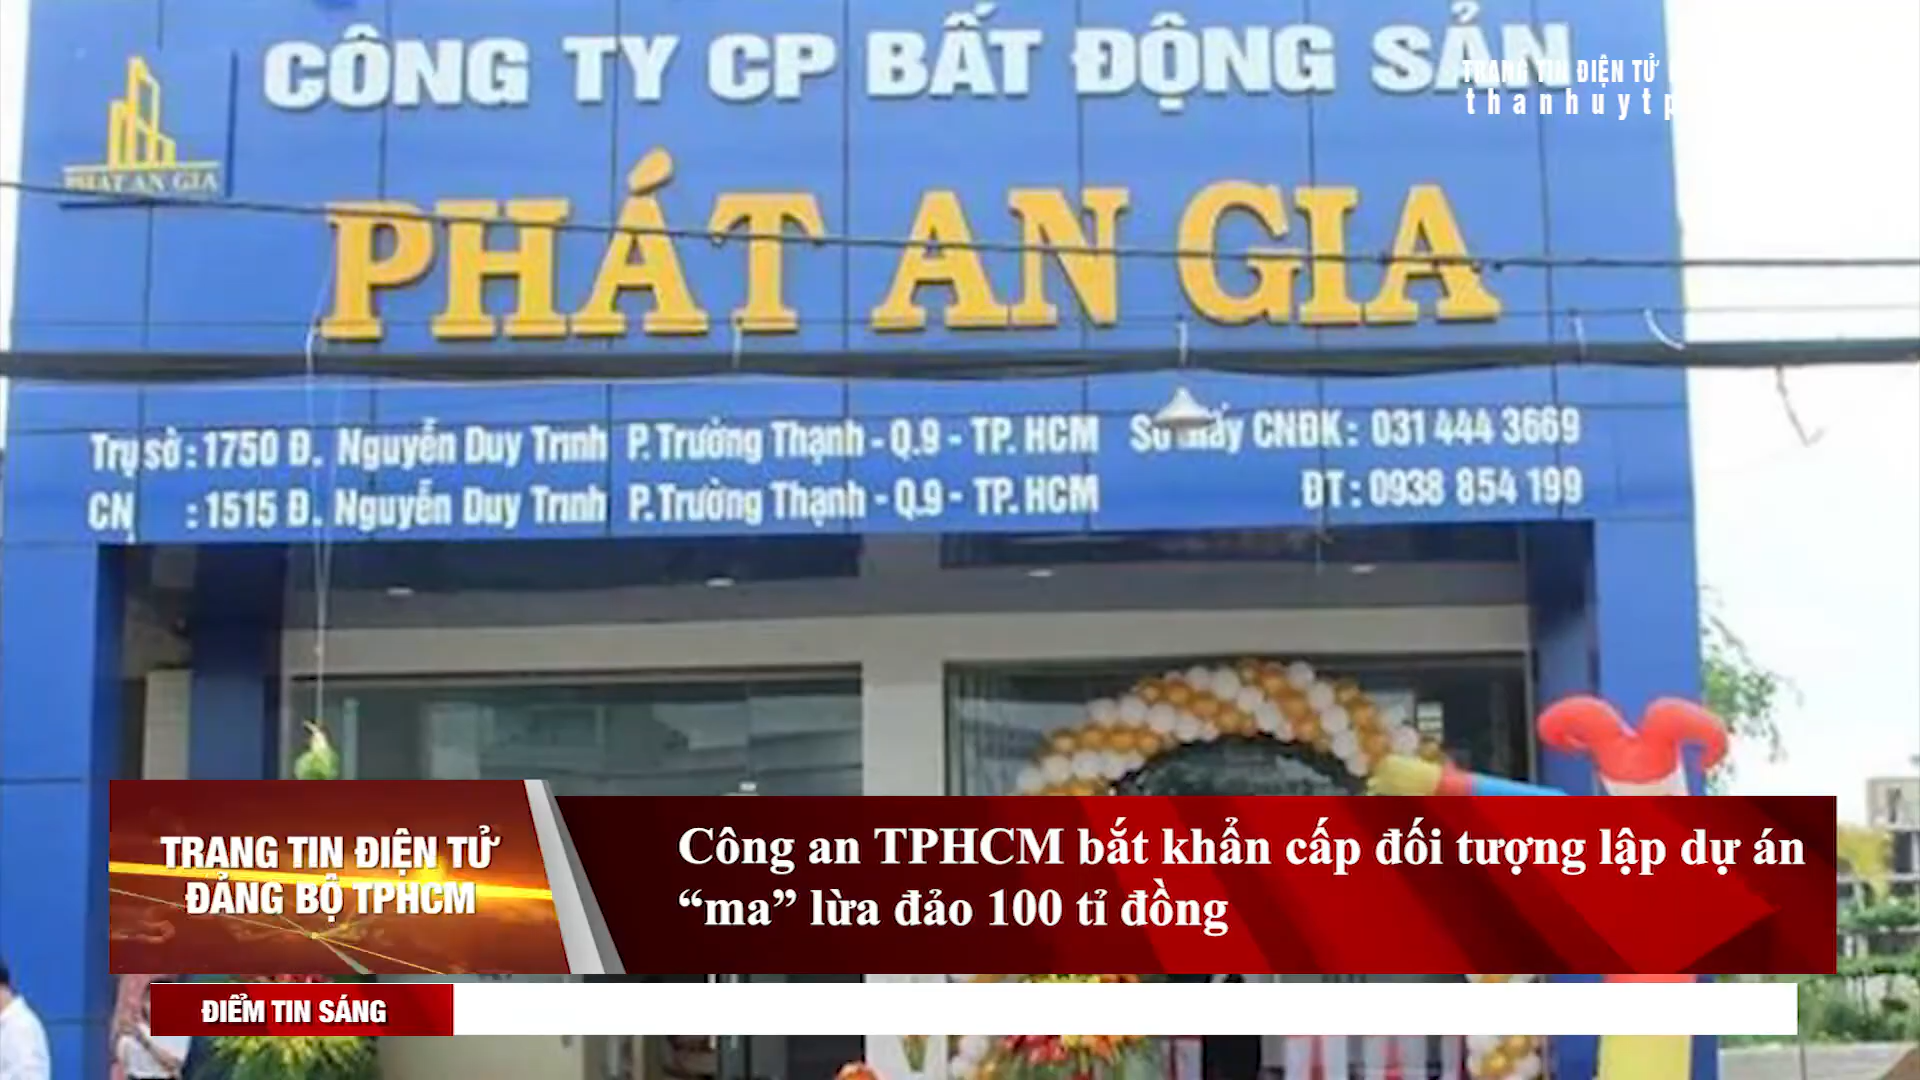 CÔNG TY CP BẤT ĐỘNG SẢN
TRANG TIN ĐIỆN TỬ
thanhuytp
PHÁT AN GIA
PHÁT AN GIA
Trụ sở: 1750 Đ. Nguyễn Duy Trinh P. Trường Thạnh - Q.9 - TP. HCM Số máy CNĐK: 031 444 3669
CN : 1515 Đ. Nguyễn Duy Trinh P. Trường Thạnh - Q.9 - TP. HCM ĐT: 0938 854 199
TRANG TIN ĐIỆN TỬ
ĐẢNG BỘ TPHCM
Công an TPHCM bắt khẩn cấp đối tượng lập dự án
“ma” lừa đảo 100 tỉ đồng
ĐIỂM TIN SÁNG